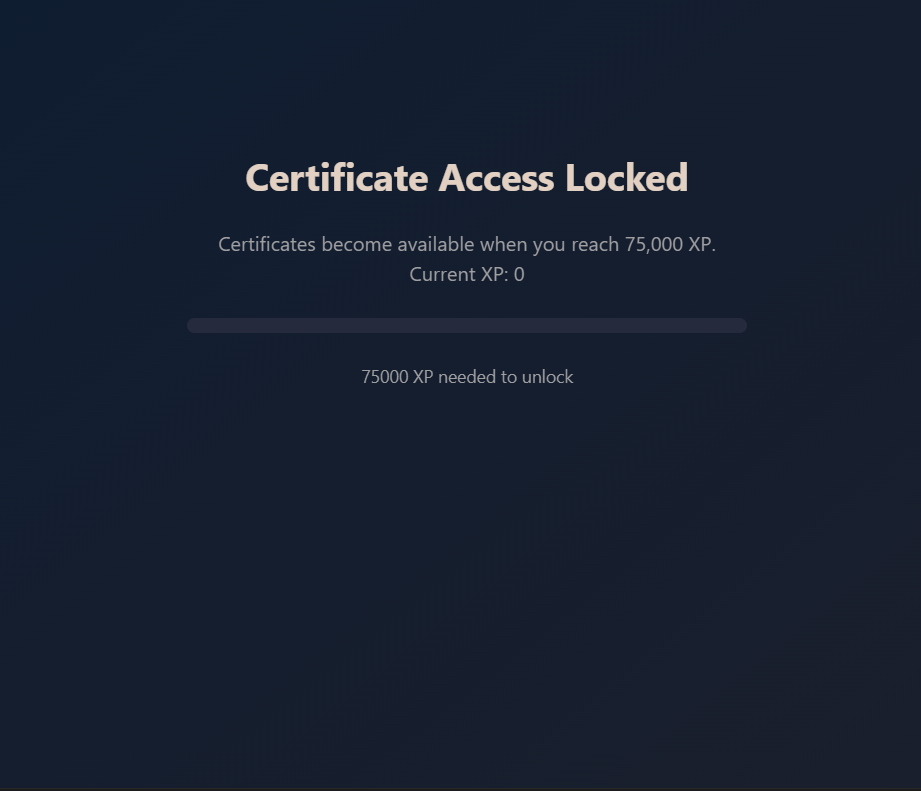 Certificate Access Locked
Certificates become available when you reach 75,000 XP.
Current XP: 0
75000 XP needed to unlock